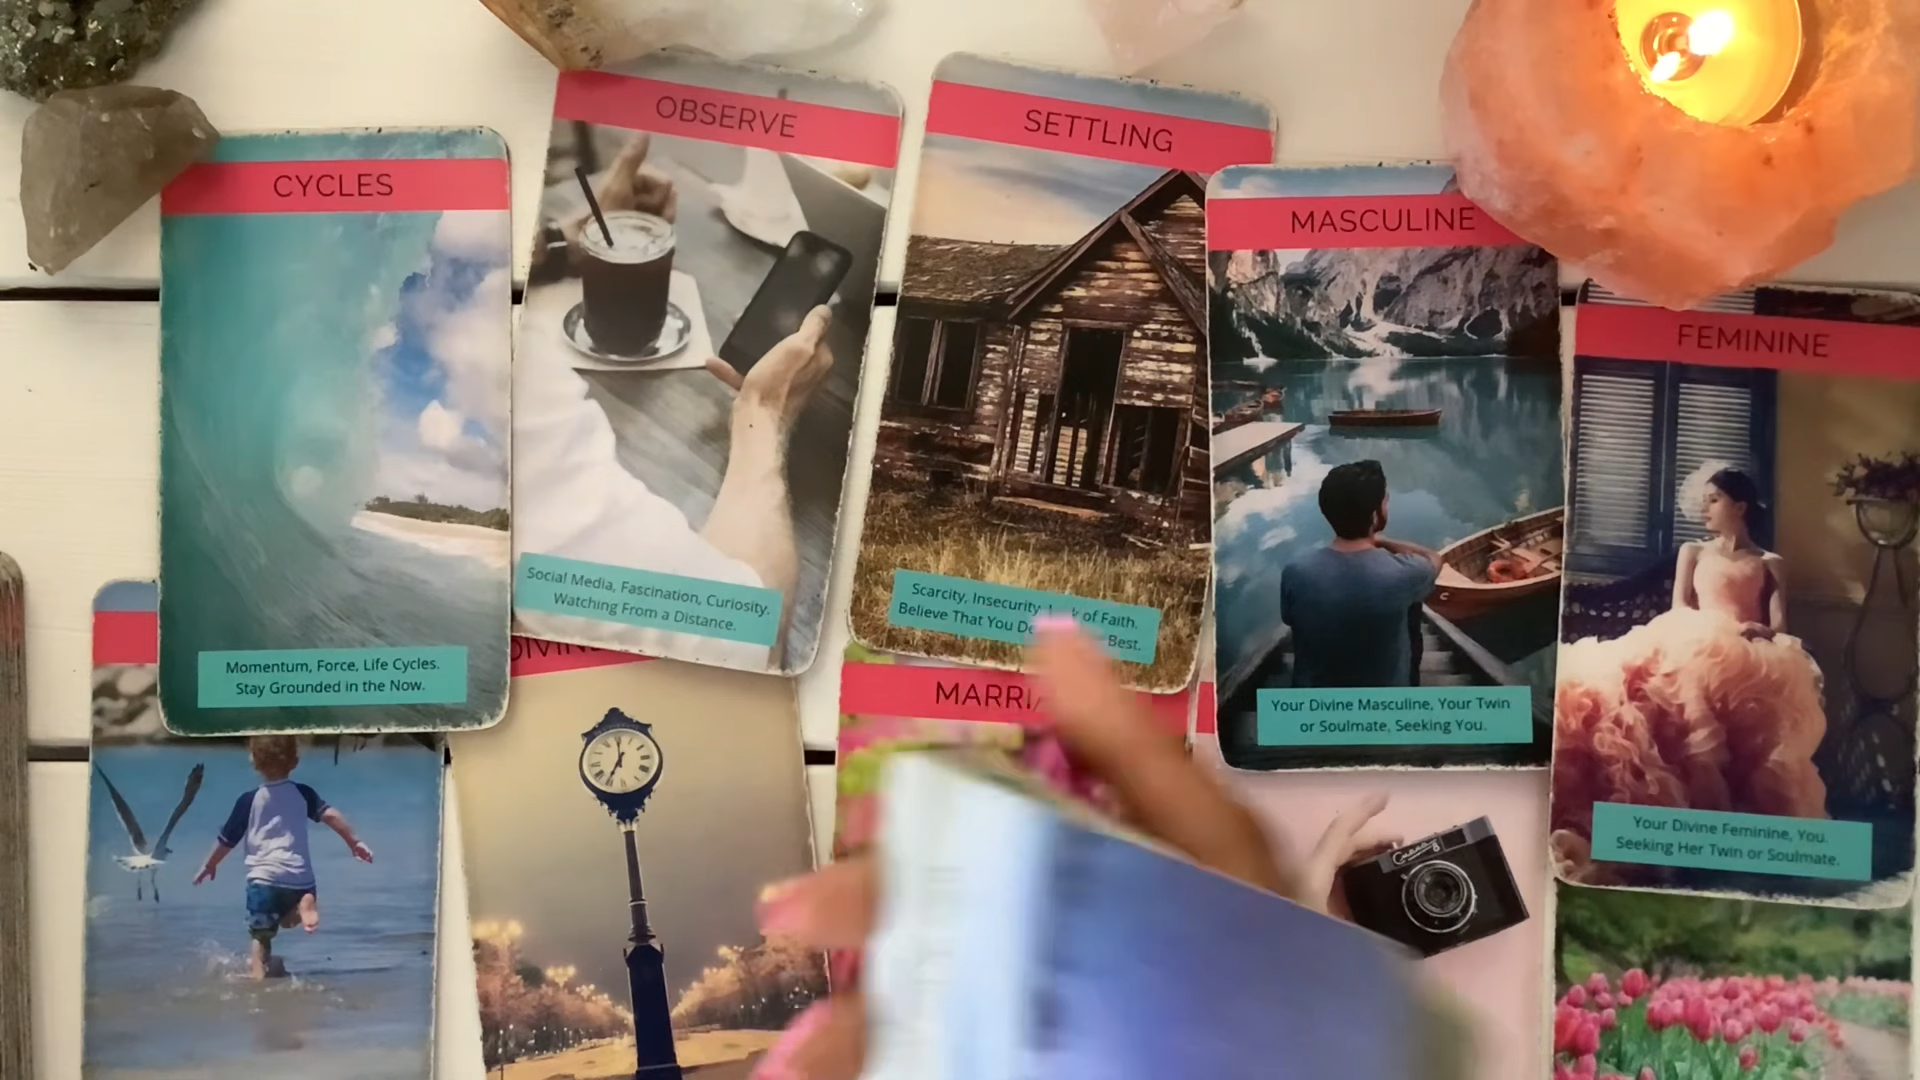 CYCLES
Momentum, Force, Life Cycles.
Stay Grounded in the Now.
OBSERVE
Social Media, Fascination, Curiosity.
Watching From a Distance.
SETTLING
Scarcity, Insecurity of Faith.
Believe That You Best.
MASCULINE
Your Divine Masculine, Your Twin
or Soulmate, Seeking You.
FEMININE
Your Divine Feminine, You.
Seeking Her Twin or Soulmate.